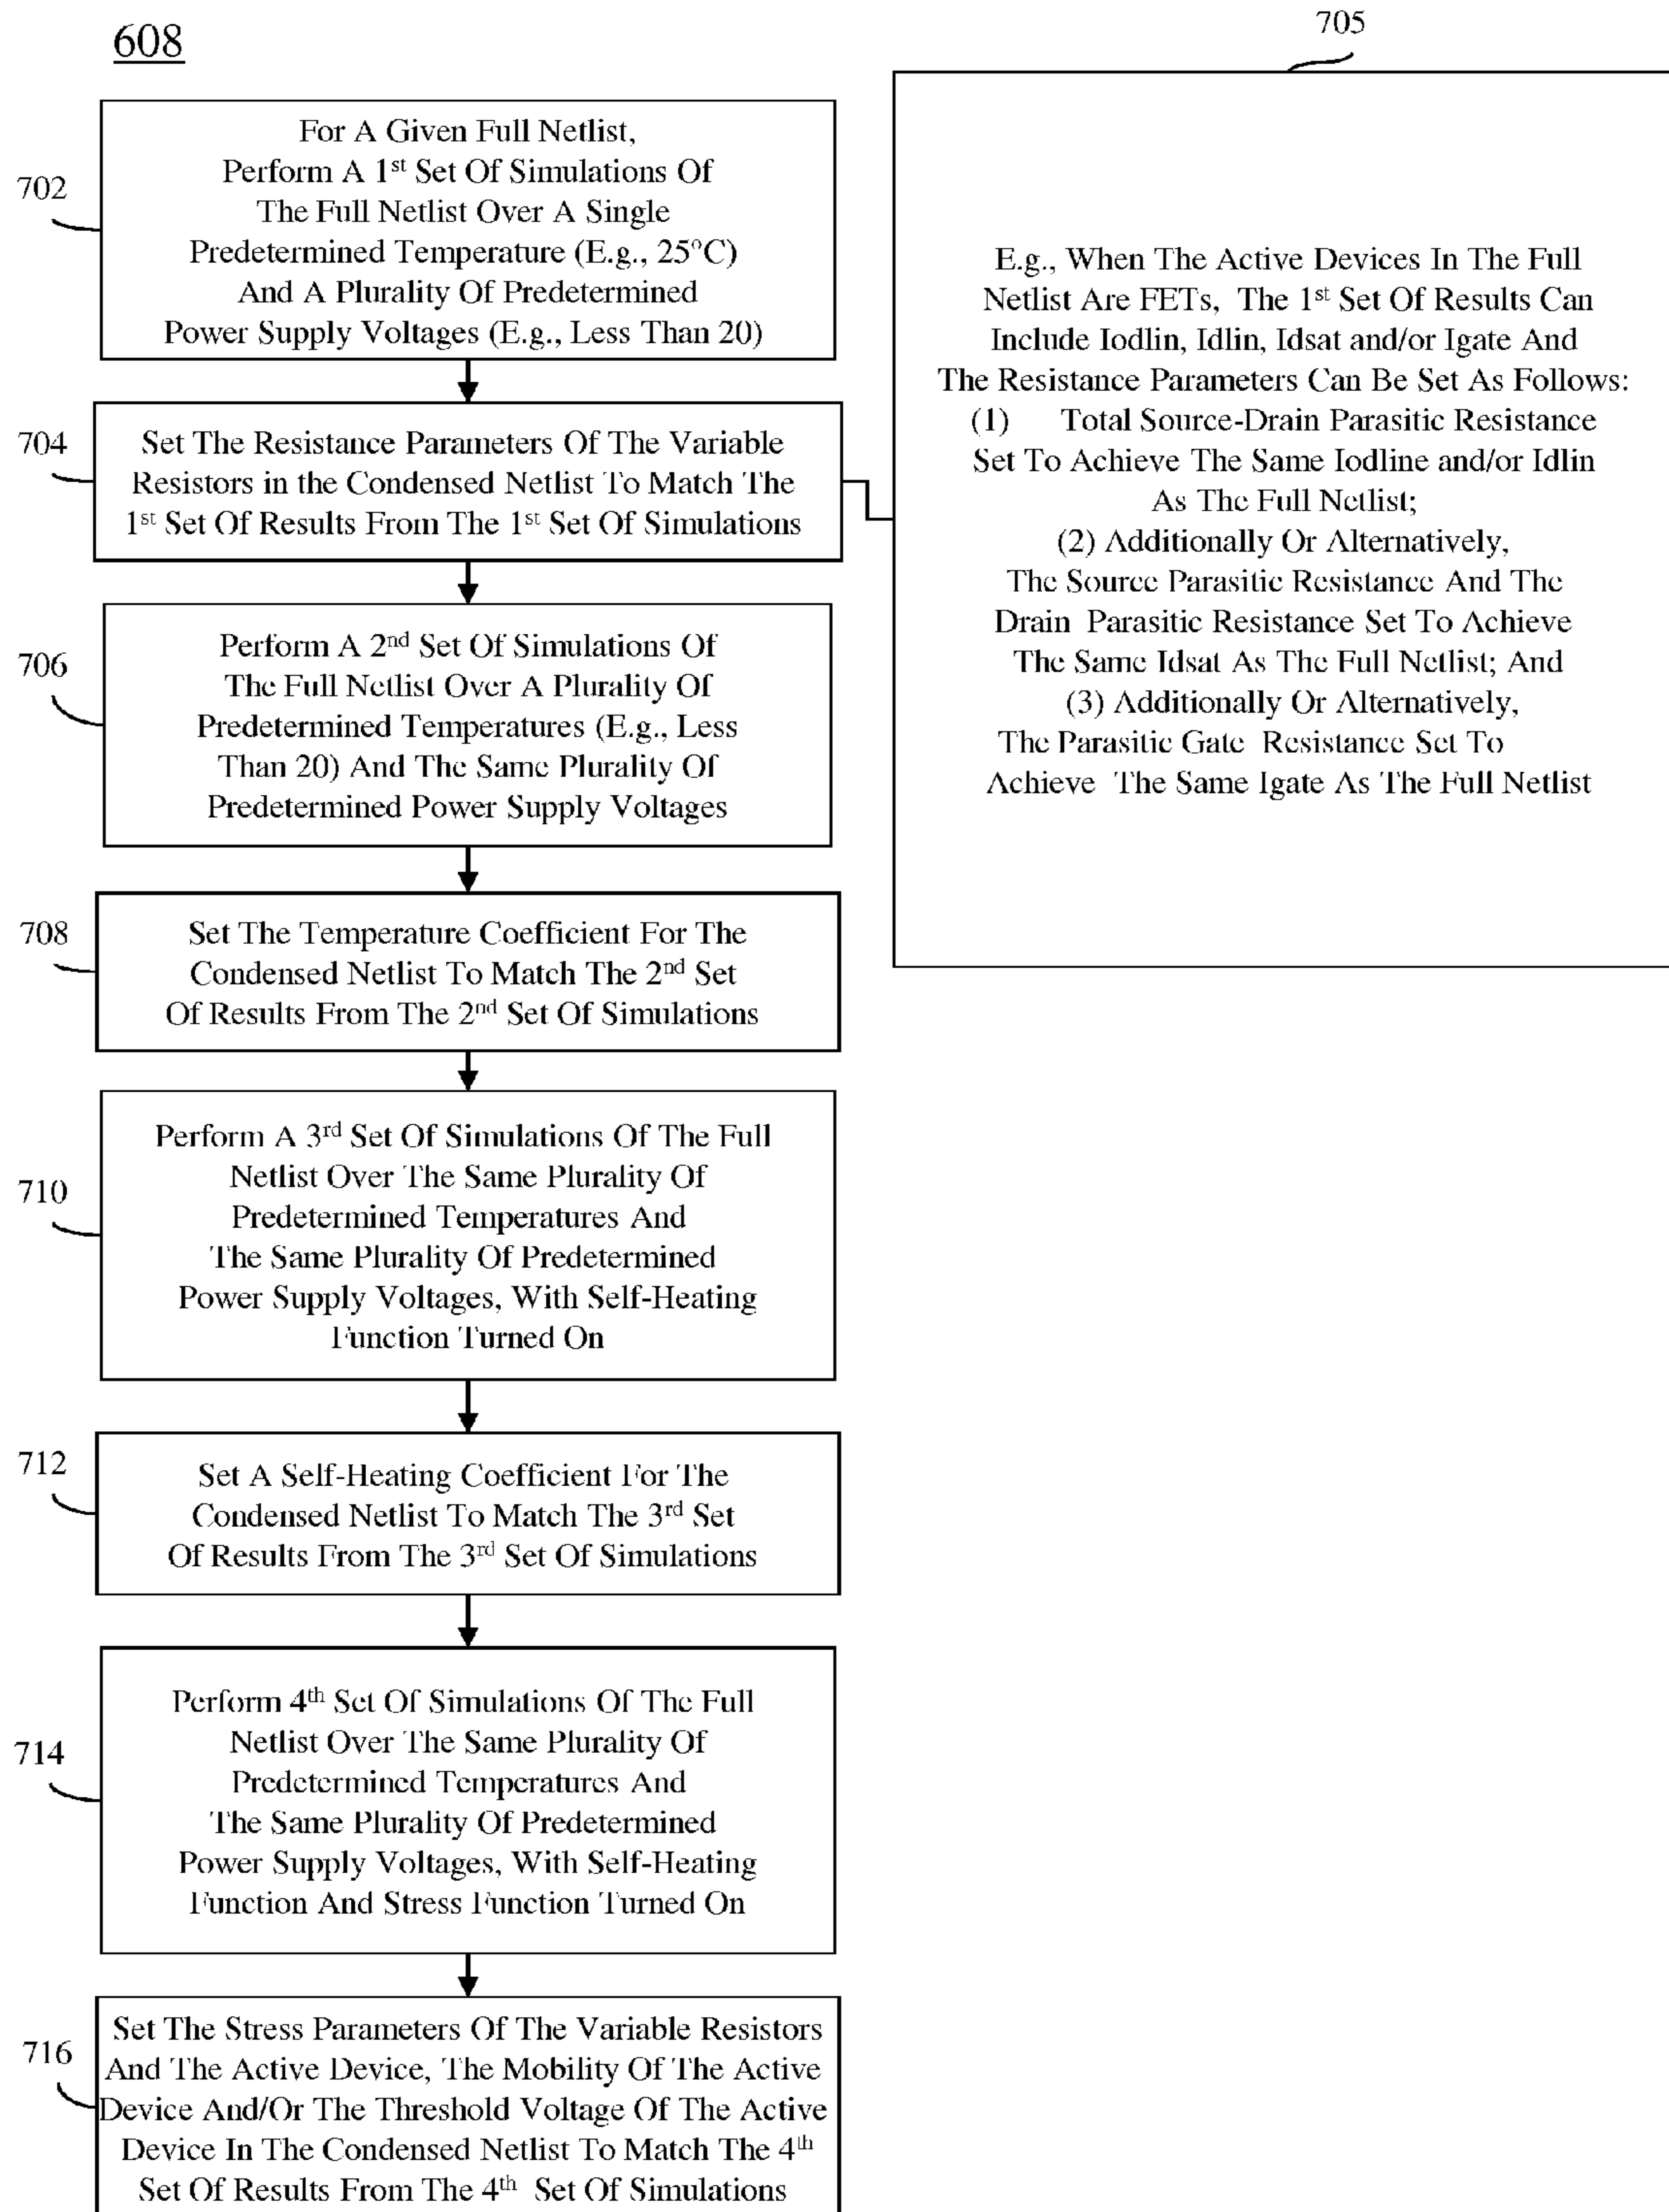 608
705
702
For A Given Full Netlist,
Perform A 1st Set Of Simulations Of
The Full Netlist Over A Single
Predetermined Temperature (E.g., 25°C)
And A Plurality Of Predetermined
Power Supply Voltages (E.g., Less Than 20)
704
Set The Resistance Parameters Of The Variable
Resistors in the Condensed Netlist To Match The
1st Set Of Results From The 1st Set Of Simulations
E.g., When The Active Devices In The Full
Netlist Are FETs, The 1st Set Of Results Can
Include Iodlin, Idlin, Idsat and/or Igate And
The Resistance Parameters Can Be Set As Follows:
(1) Total Source-Drain Parasitic Resistance
Set To Achieve The Same Iodline and/or Idlin
As The Full Netlist;
(2) Additionally Or Alternatively,
The Source Parasitic Resistance And The
Drain Parasitic Resistance Set To Achieve
The Same Idsat As The Full Netlist; And
(3) Additionally Or Alternatively,
The Parasitic Gate Resistance Set To
Achieve The Same Igate As The Full Netlist
706
Perform A 2nd Set Of Simulations Of
The Full Netlist Over A Plurality Of
Predetermined Temperatures (E.g., Less
Than 20) And The Same Plurality Of
Predetermined Power Supply Voltages
708
Set The Temperature Coefficient For The
Condensed Netlist To Match The 2nd Set
Of Results From The 2nd Set Of Simulations
710
Perform A 3rd Set Of Simulations Of The Full
Netlist Over The Same Plurality Of
Predetermined Temperatures And
The Same Plurality Of Predetermined
Power Supply Voltages, With Self-Heating
Function Turned On
712
Set A Self-Heating Coefficient For The
Condensed Netlist To Match The 3rd Set
Of Results From The 3rd Set Of Simulations
714
Perform 4th Set Of Simulations Of The Full
Netlist Over The Same Plurality Of
Predetermined Temperatures And
The Same Plurality Of Predetermined
Power Supply Voltages, With Self-Heating
Function And Stress Function Turned On
716
Set The Stress Parameters Of The Variable Resistors
And The Active Device, The Mobility Of The Active
Device And/Or The Threshold Voltage Of The Active
Device In The Condensed Netlist To Match The 4th
Set Of Results From The 4th Set Of Simulations